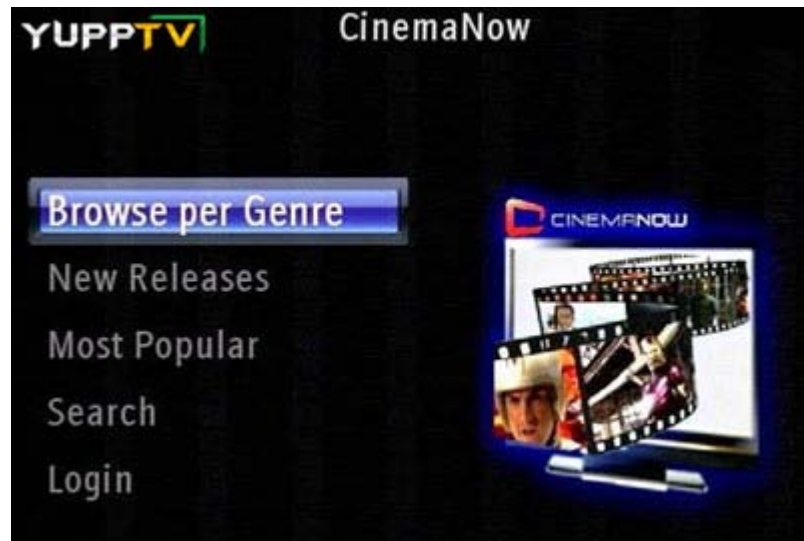 YUPPTV
CinemaNow
Browse per Genre
CINEMANOW
New Releases
Most Popular
Search
Login